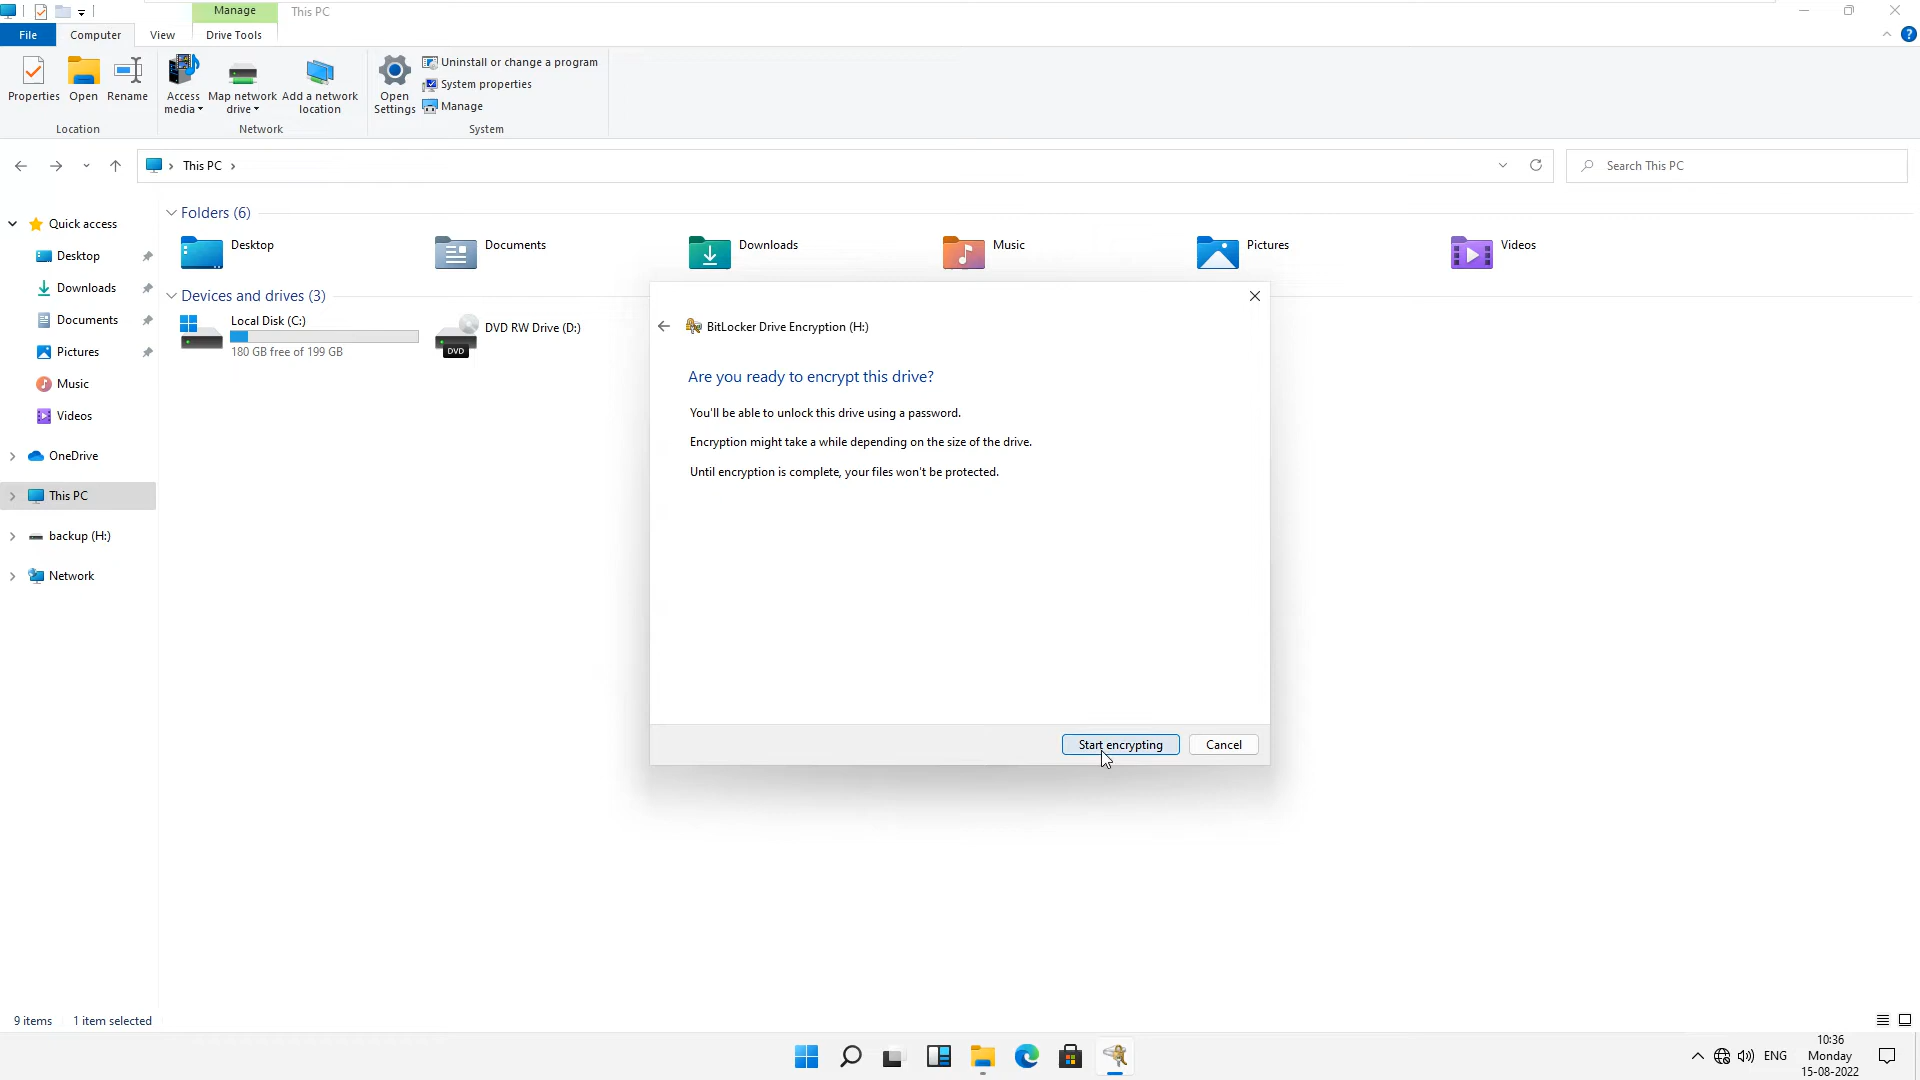 Manage
This PC
File
Computer
View
Drive Tools
Properties
Open
Rename
Access media
Map network drive
Add a network location
Open Settings
Uninstall or change a program
System properties
Manage
Location
Network
System
This PC
Search This PC
Quick access
Desktop
Downloads
Documents
Pictures
Music
Videos
OneDrive
This PC
backup (H:)
Network
Folders (6)
Desktop
Documents
Downloads
Music
Pictures
Videos
Devices and drives (3)
Local Disk (C:)
180 GB free of 199 GB
DVD
DVD RW Drive (D:)
BitLocker Drive Encryption (H:)
Are you ready to encrypt this drive?
You'll be able to unlock this drive using a password.
Encryption might take a while depending on the size of the drive.
Until encryption is complete, your files won't be protected.
Start encrypting
Cancel
9 items
1 item selected
ENG
10:36
Monday
15-08-2022